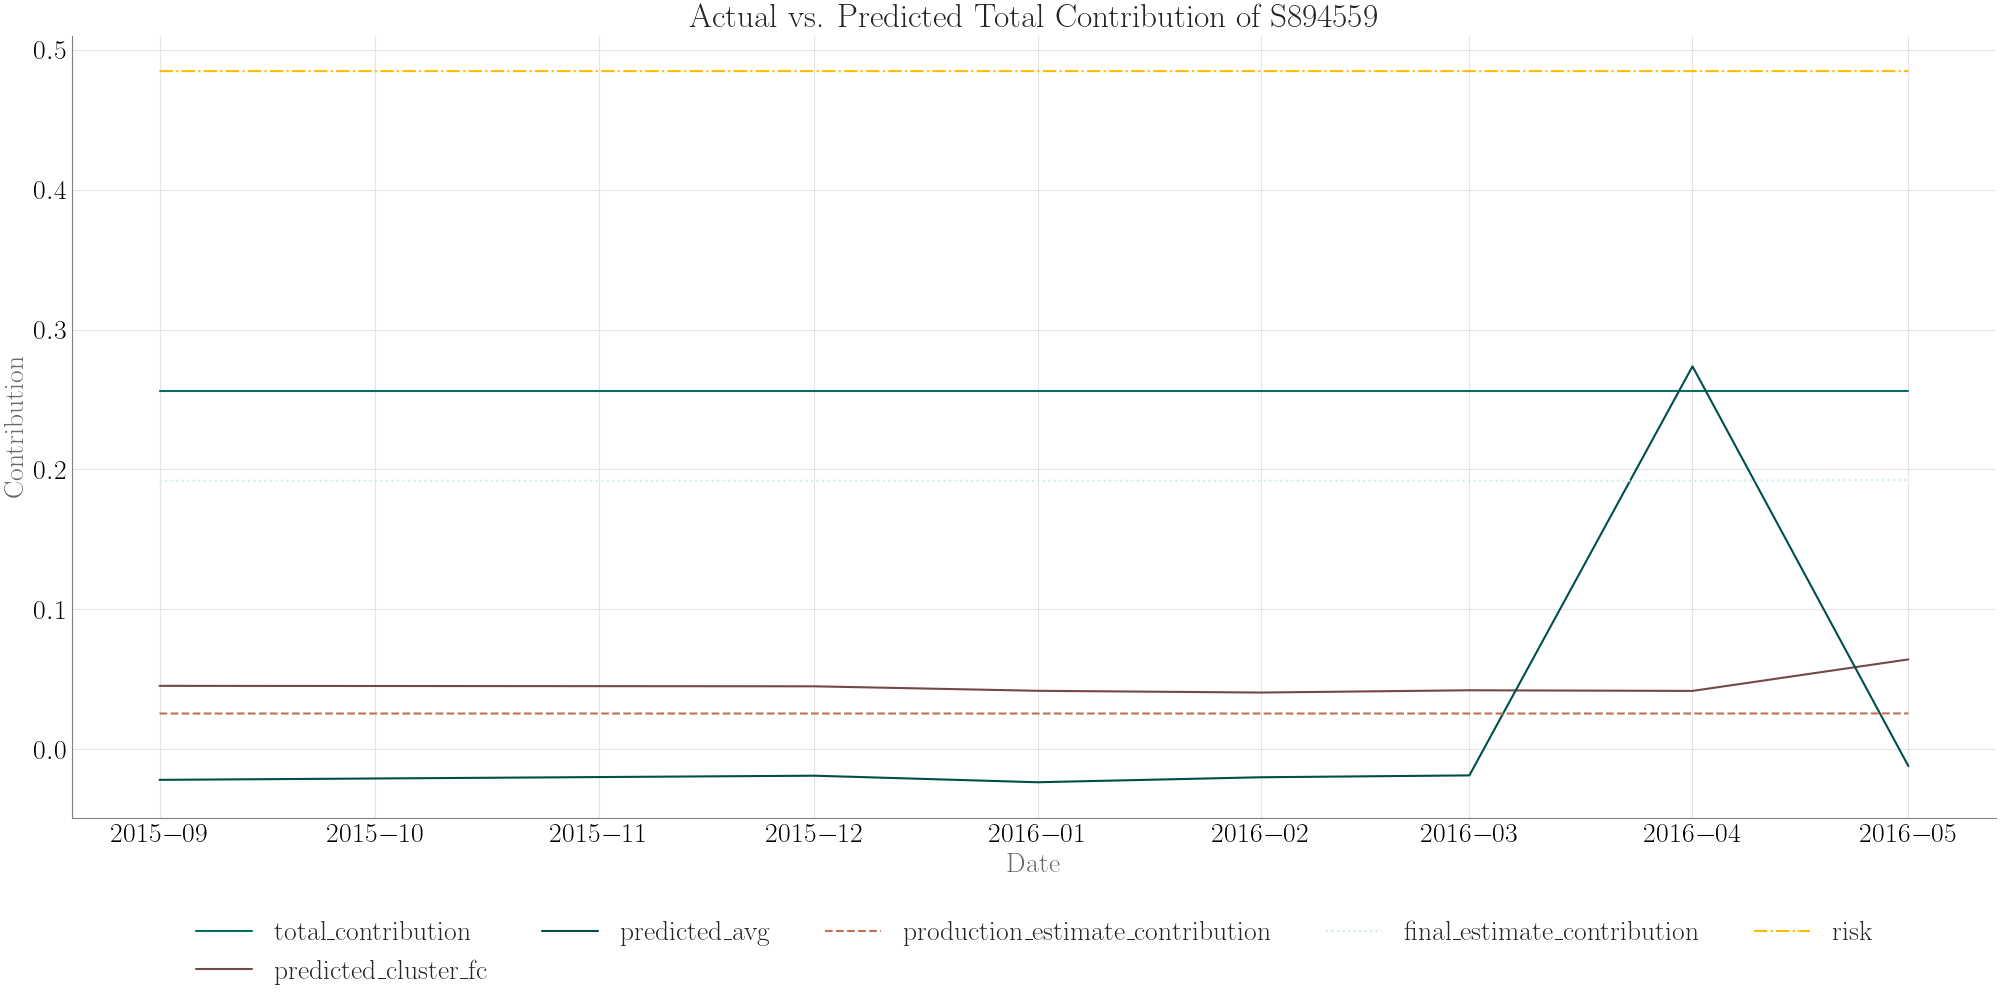 Actual vs. Predicted Total Contribution of S894559
0.5
0.4
0.3
0.2
0.1
0.0
Contribution
2015–09 2015–10 2015–11 2015–12 2016–01 2016–02 2016–03 2016–04 2016–05
Date
total_contribution predicted_avg production_estimate_contribution final_estimate_contribution risk
predicted_cluster_fc